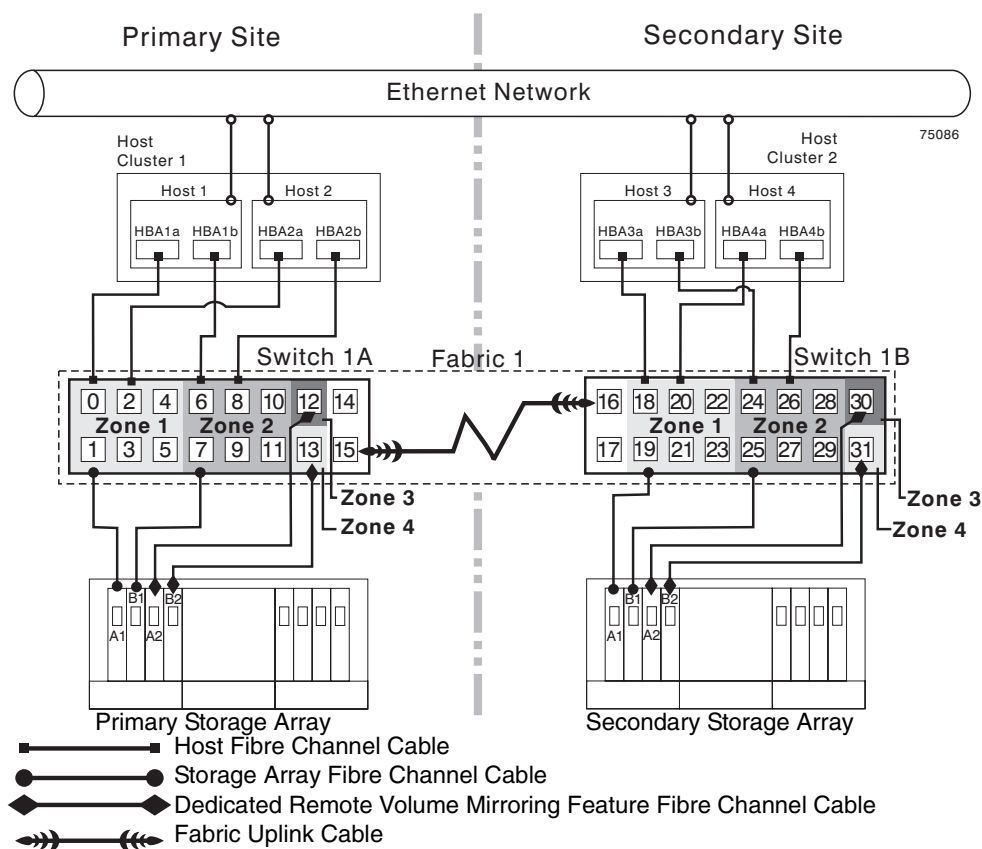 Primary Site
Secondary Site
Ethernet Network
75086
Host
Cluster 1
Host
Cluster 2
Host 1
Host 2
Host 3
Host 4
HBA1a
HBA1b
HBA2a
HBA2b
HBA3a
HBA3b
HBA4a
HBA4b
Switch 1A
Fabric 1
Switch 1B
0 2 4 6 8 10 12 14
Zone 1 Zone 2
1 3 5 7 9 11 13 15
16 18 20 22 24 26 28 30
Zone 1 Zone 2
17 19 21 23 25 27 29 31
Zone 3
Zone 4
Zone 3
Zone 4
B1 B2
A1 A2
B1 B2
A1 A2
Primary Storage Array
Secondary Storage Array
Host Fibre Channel Cable
Storage Array Fibre Channel Cable
Dedicated Remote Volume Mirroring Feature Fibre Channel Cable
Fabric Uplink Cable